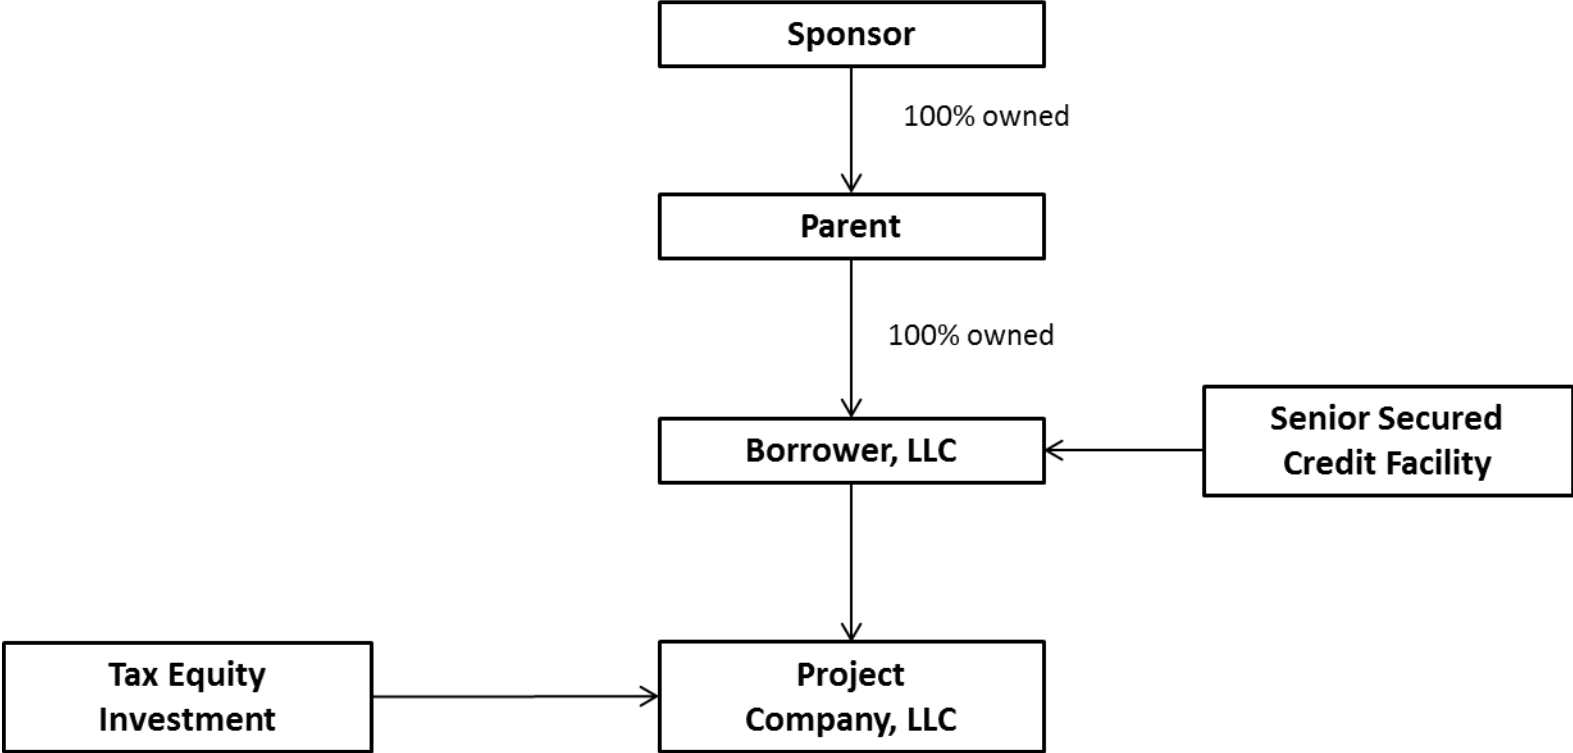 Sponsor
100% owned
Parent
100% owned
Borrower, LLC
Senior Secured
Credit Facility
Tax Equity
Investment
Project
Company, LLC